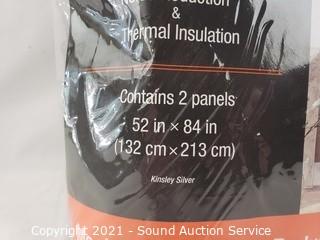 &
Thermal Insulation
Contains 2 panels
52 in × 84 in
(132 cm × 213 cm)
Kinsley Silver
Copyright 2021 - Sound Auction Service